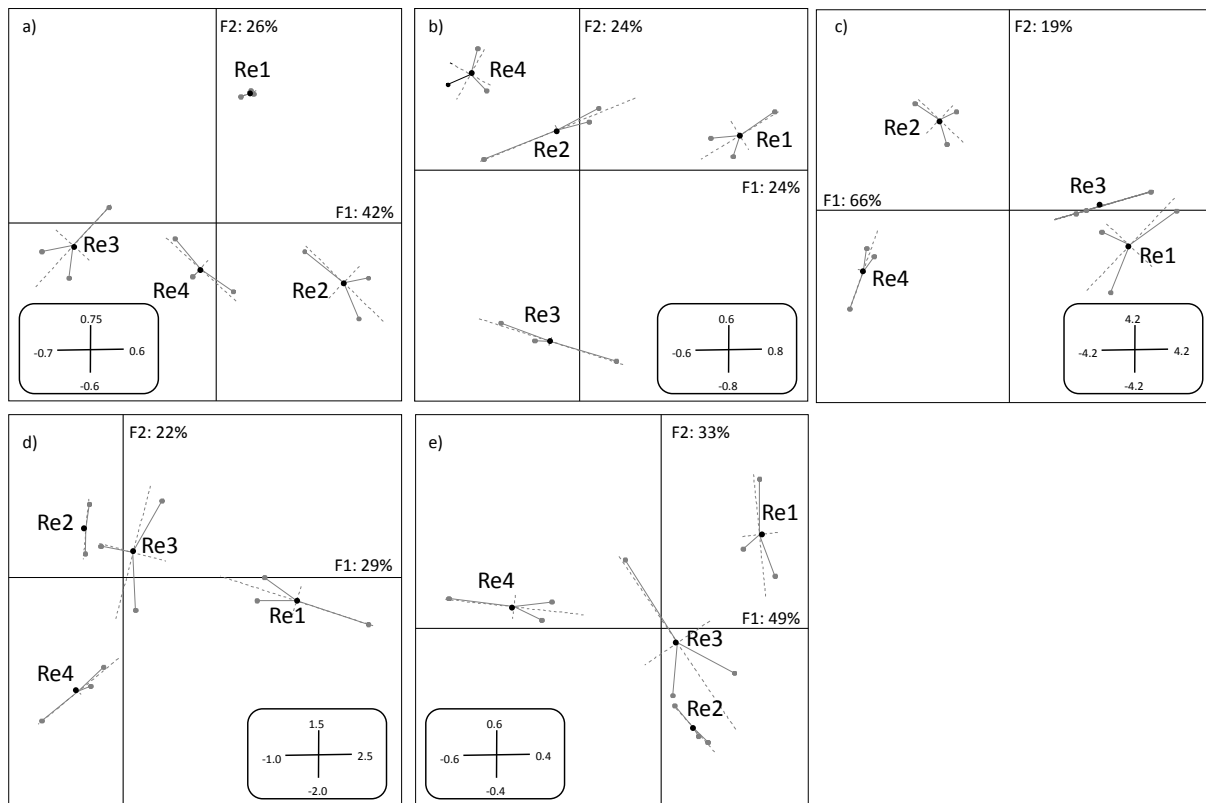 a)
F2: 26%
Re1
F1: 42%
Re3
Re4
Re2
0.75
-0.7
0.6
-0.6
b)
F2: 24%
Re4
Re2
Re1
F1: 24%
Re3
0.6
-0.6
0.8
-0.8
c)
F2: 19%
Re2
Re3
F1: 66%
Re1
Re4
4.2
-4.2
4.2
-4.2
d)
F2: 22%
Re2
Re3
F1: 29%
Re1
Re4
1.5
-1.0
2.5
-2.0
e)
F2: 33%
Re1
Re4
F1: 49%
Re3
Re2
0.6
-0.6
0.4
-0.4